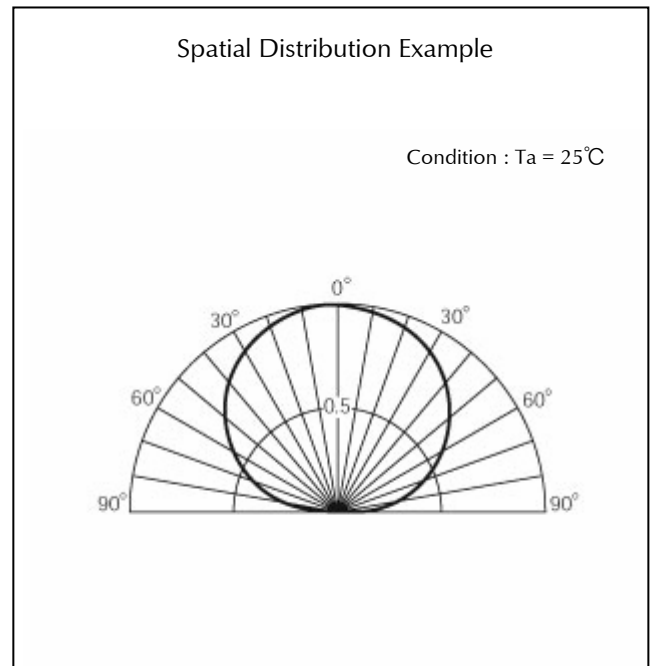 Spatial Distribution Example
Condition : Ta = 25℃
0°
30° 30°
60° 60°
0.5
90° 90°